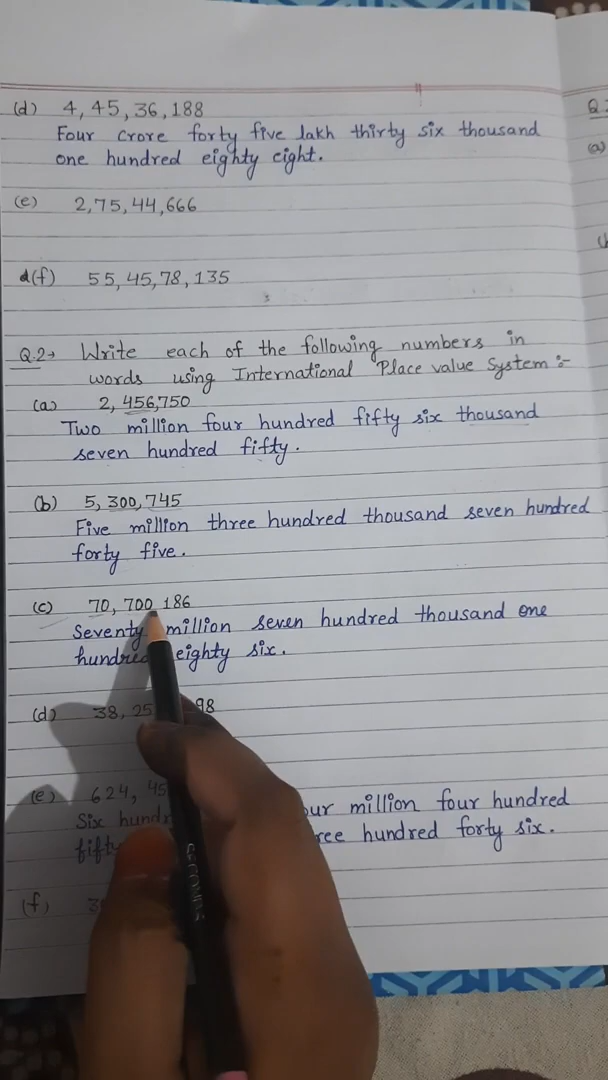 (d) 4,45,36,188
Four crore forty five lakh thirty six thousand
one hundred eighty eight.
(e) 2,75,44,666
(f) 55,45,78,135
Q.2→ Write each of the following numbers in
words using International Place value System :-
(a) 2,456,750
Two million four hundred fifty six thousand
seven hundred fifty.
(b) 5,300,745
Five million three hundred thousand seven hundred
forty five.
(c) 70,700,186
Seventy million seven hundred thousand one
hundred eighty six.
(d) 38,25 98
(e) 624, 45
Six million four hundred
hundred forty six.
(f)
Q.
(a)